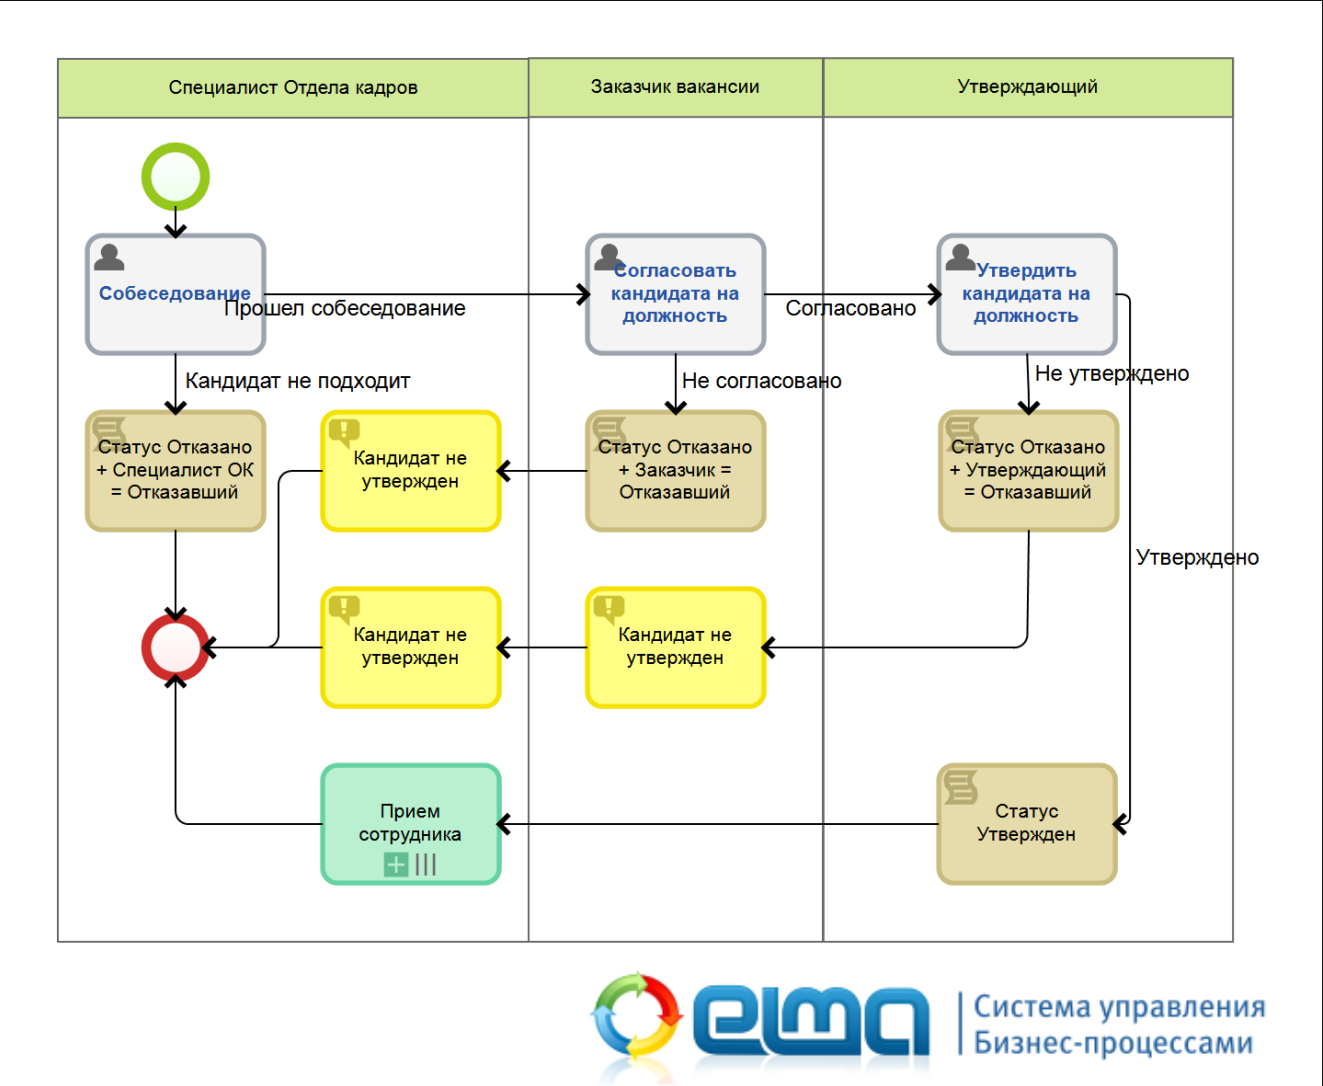 Специалист Отдела кадров
Заказчик вакансии
Утверждающий
Собеседование
Прошел собеседование
Согласовать
кандидата на
должность
Согласовано
Утвердить
кандидата на
должность
Кандидат не подходит
Не согласовано
Не утверждено
Статус Отказано
+ Специалист ОК
= Отказавший
Кандидат не
утвержден
Статус Отказано
+ Заказчик =
Отказавший
Статус Отказано
+ Утверждающий
= Отказавший
Утверждено
Кандидат не
утвержден
Кандидат не
утвержден
Прием
сотрудника
Статус
Утвержден
elma
Система управления
Бизнес-процессами